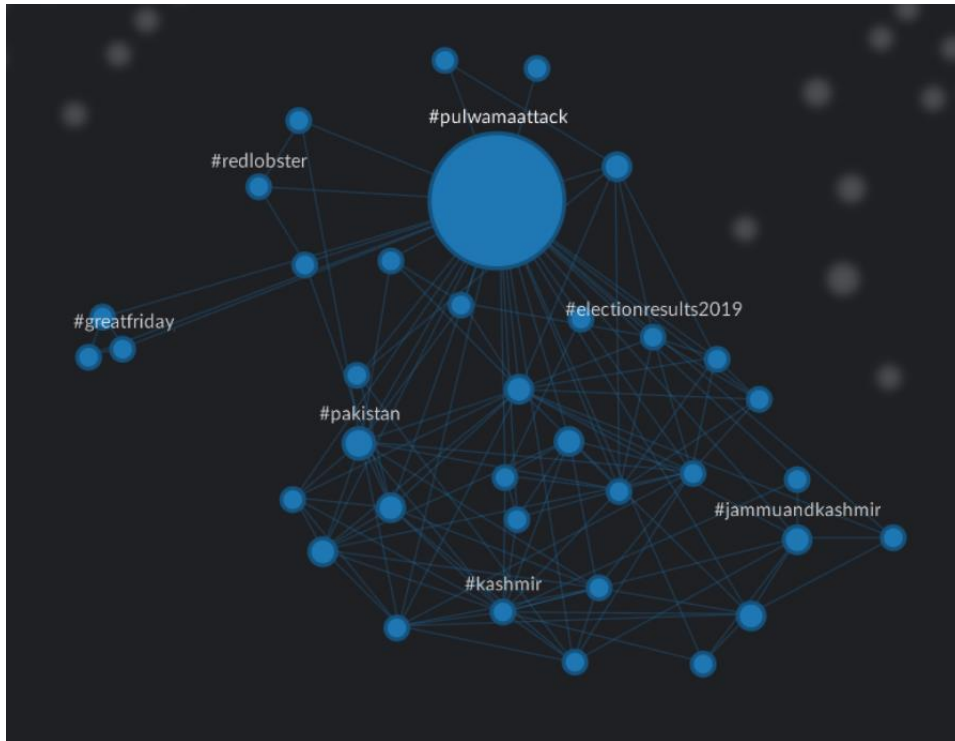 #pulwamaattack
#redlobster
#electionresults2019
#greatfriday
#pakistan
#jammuandkashmir
#kashmir